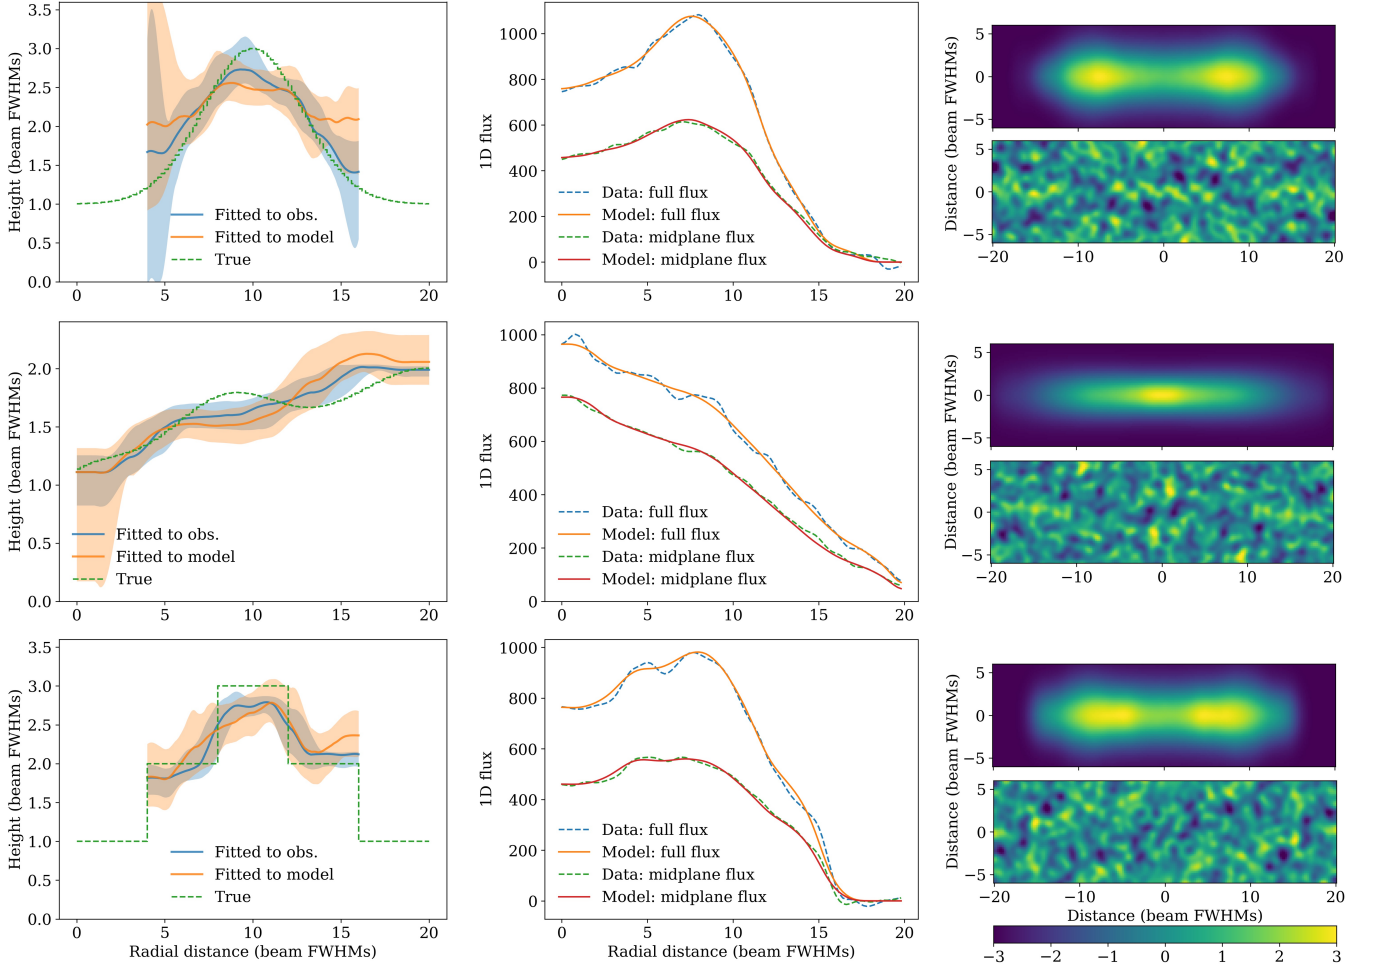 Height (beam FWHMs)
3.5
3.0
2.5
2.0
1.5
1.0
0.5
0.0
Fitted to obs.
Fitted to model
True
0 5 10 15 20
1D flux
1000
800
600
400
200
0
Data: full flux
Model: full flux
Data: midplane flux
Model: midplane flux
0 5 10 15 20
Distance (beam FWHMs)
5
0
−5
5
0
−5
−20 −10 0 10 20
Height (beam FWHMs)
2.0
1.5
1.0
0.5
0.0
Fitted to obs.
Fitted to model
True
0 5 10 15 20
1D flux
1000
800
600
400
200
0
Data: full flux
Model: full flux
Data: midplane flux
Model: midplane flux
0 5 10 15 20
Distance (beam FWHMs)
5
0
−5
5
0
−5
−20 −10 0 10 20
Height (beam FWHMs)
3.5
3.0
2.5
2.0
1.5
1.0
0.5
0.0
Fitted to obs.
Fitted to model
True
0 5 10 15 20
Radial distance (beam FWHMs)
1D flux
1000
800
600
400
200
0
Data: full flux
Model: full flux
Data: midplane flux
Model: midplane flux
0 5 10 15 20
Radial distance (beam FWHMs)
Distance (beam FWHMs)
5
0
−5
5
0
−5
−20 −10 0 10 20
Distance (beam FWHMs)
−3 −2 −1 0 1 2 3